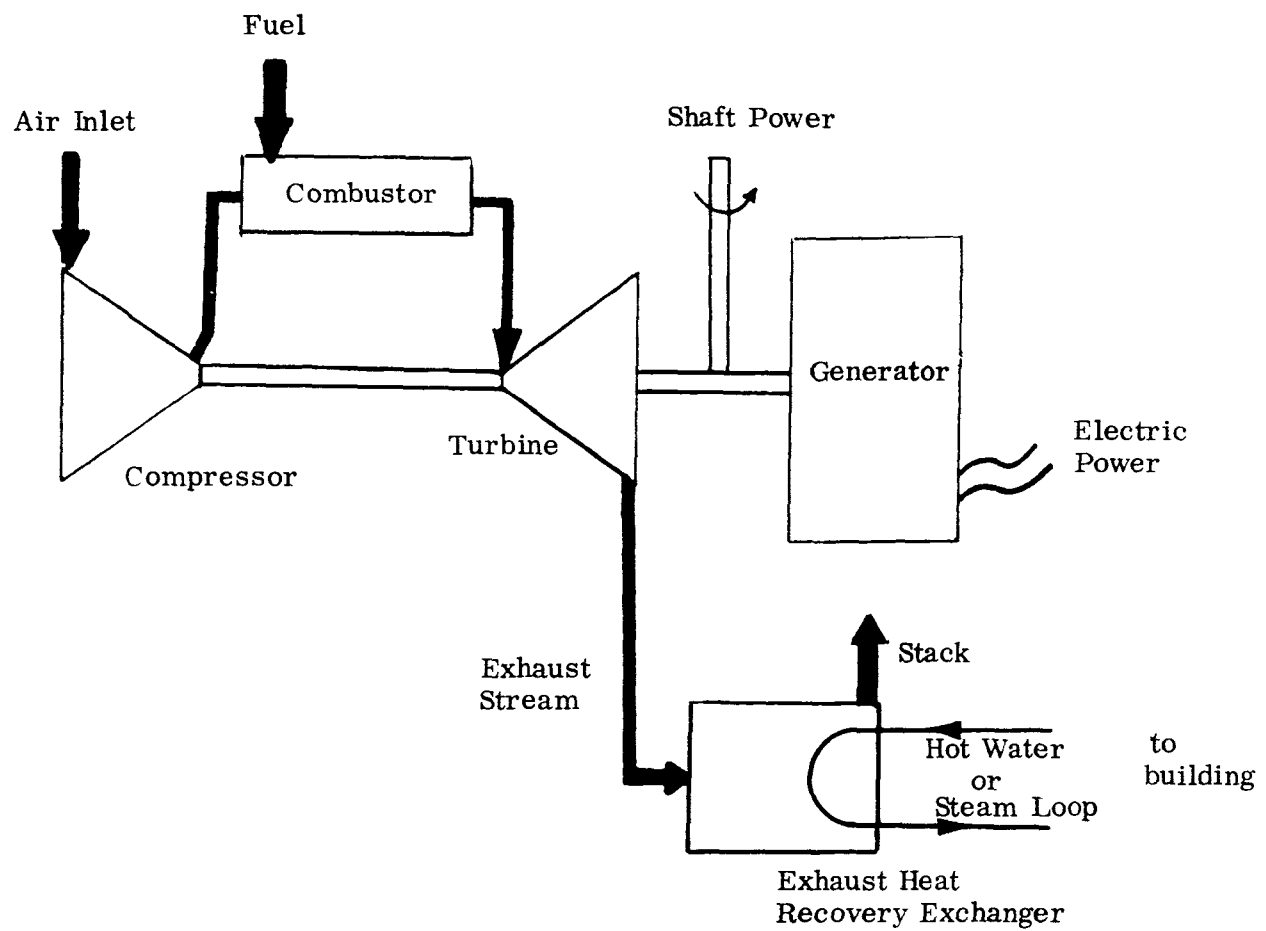 Fuel
Air Inlet
Shaft Power
Combustor
Generator
Electric
Power
Turbine
Compressor
Exhaust
Stream
Stack
Hot Water
or
Steam Loop
to
building
Exhaust Heat
Recovery Exchanger